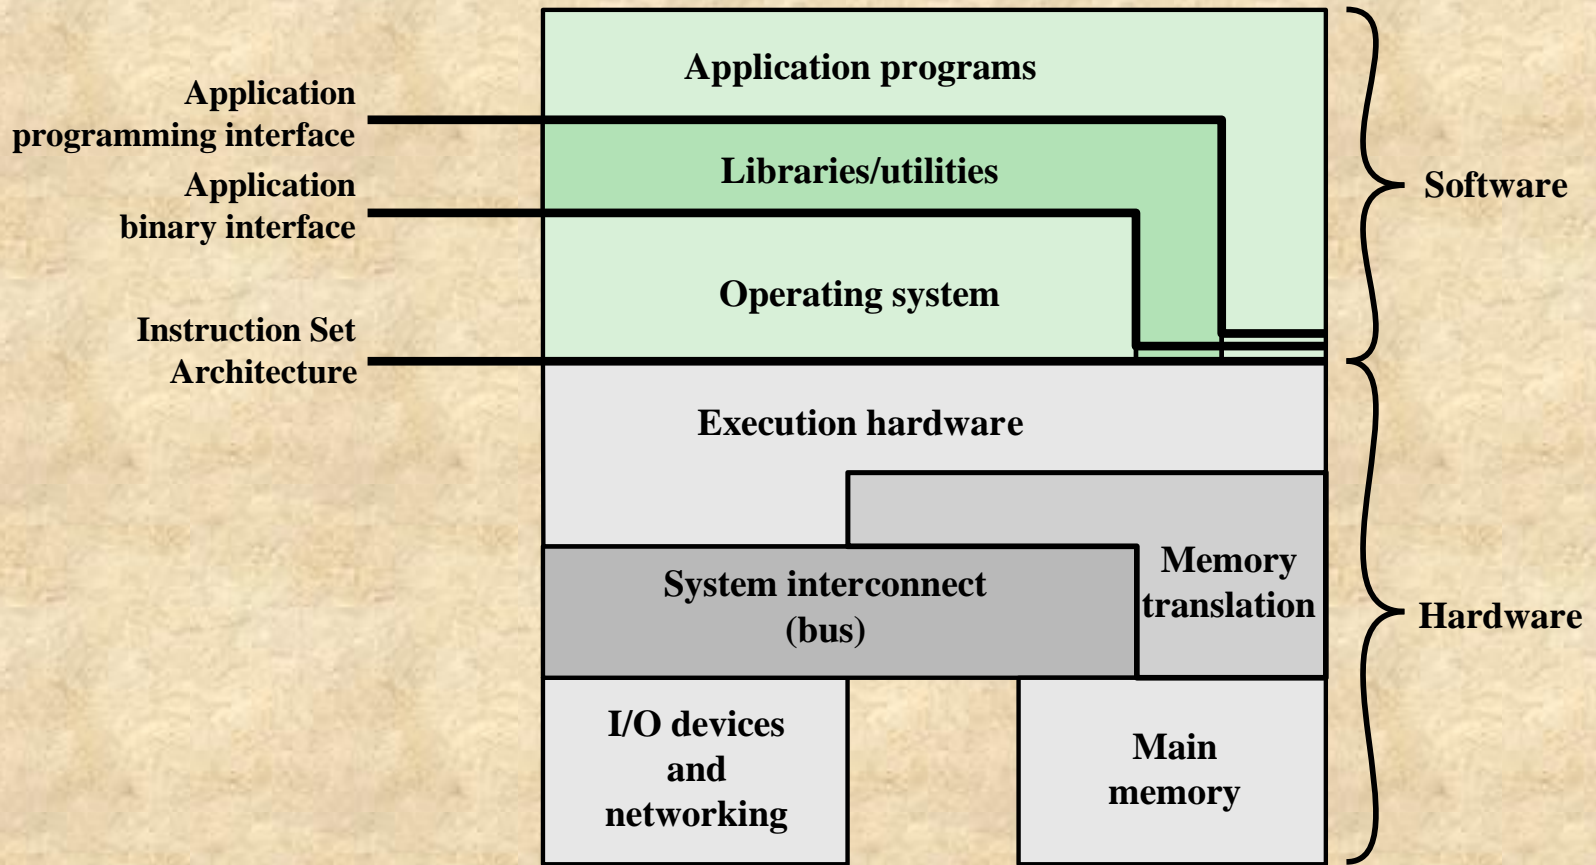 Application programs
Application
programming interface
Libraries/utilities
Application
binary interface
Software
Operating system
Instruction Set
Architecture
Execution hardware
Memory
translation
System interconnect
(bus)
Hardware
I/O devices
and
networking
Main
memory